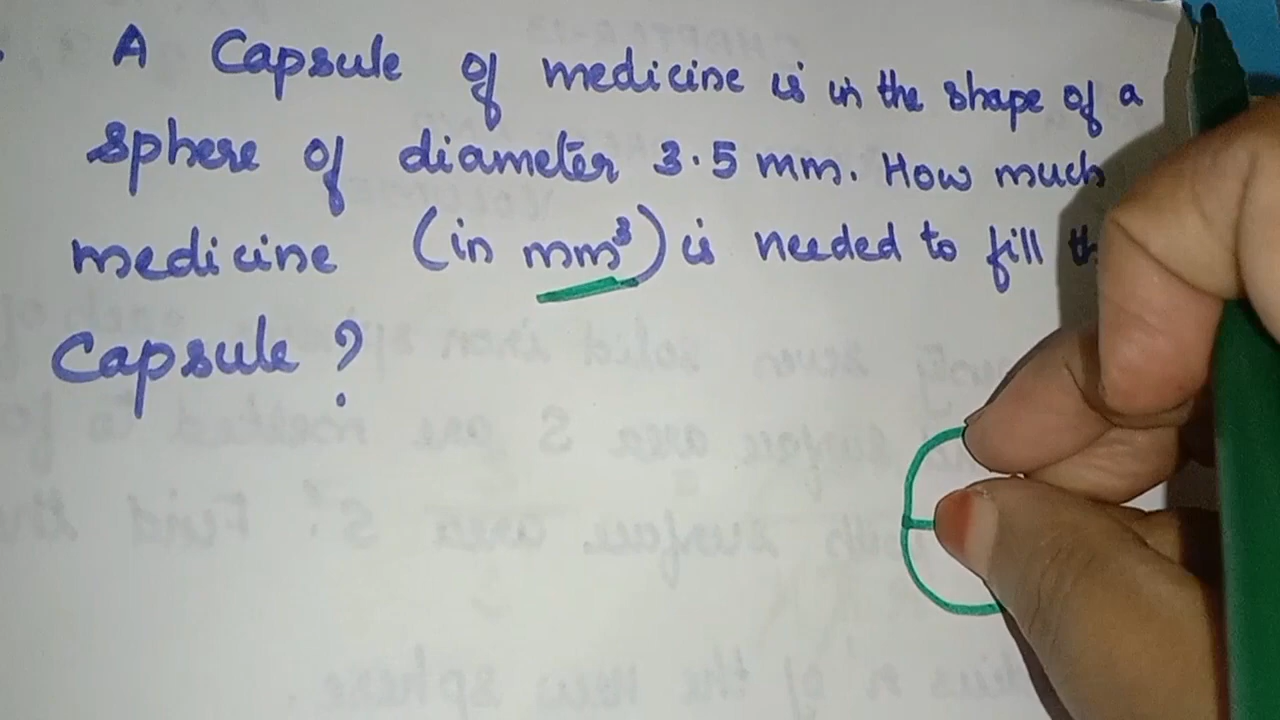 A Capsule of medicine is in the shape of a
sphere of diameter 3.5 mm. How much
medicine (in mm³) is needed to fill
Capsule ?